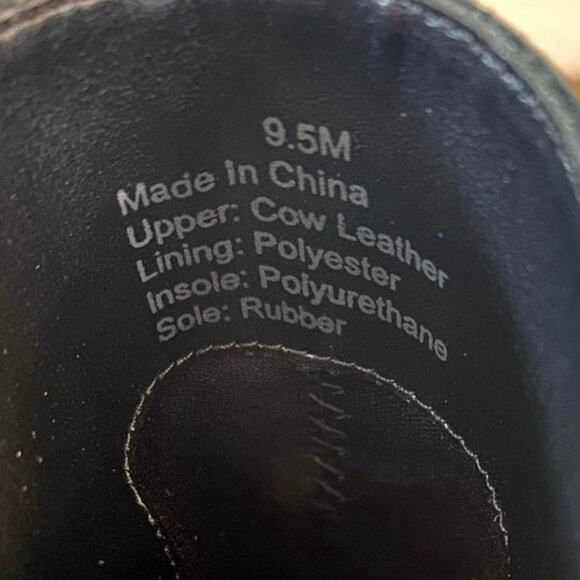 9.5M
Made In China
Upper: Cow Leather
Lining: Polyester
Insole: Polyurethane
Sole: Rubber